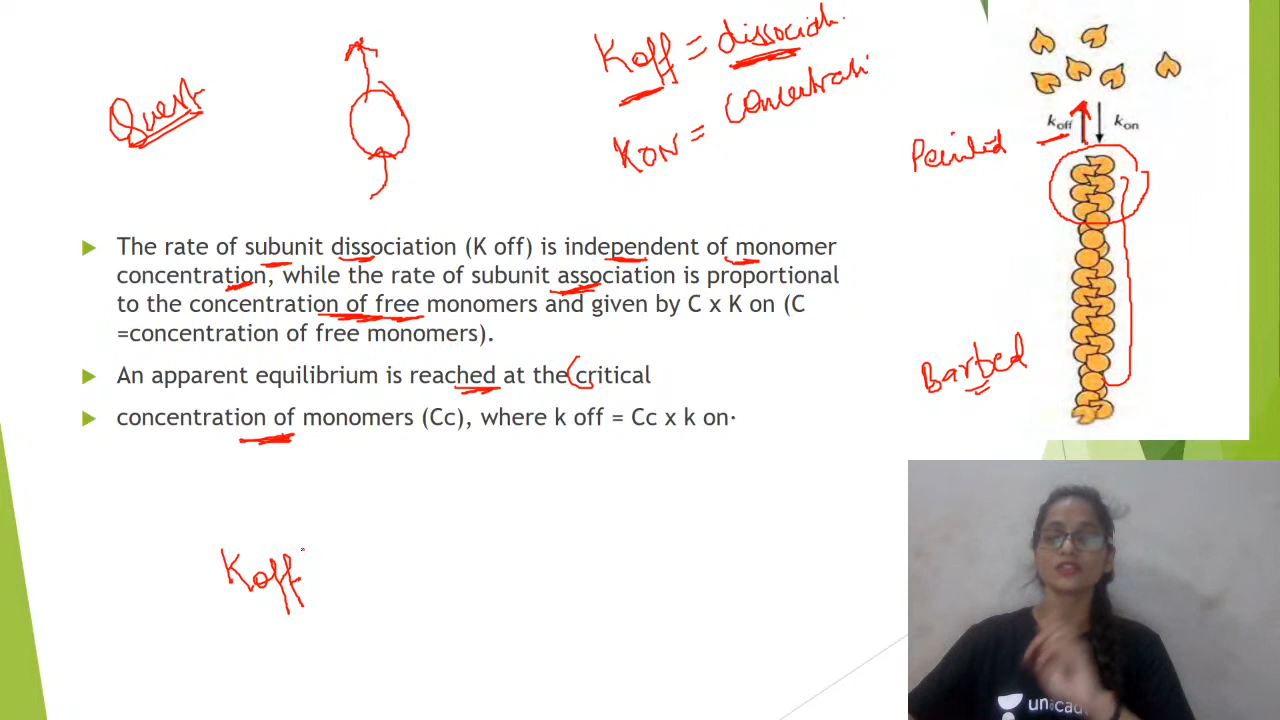 Quest
Koff = dissociatn.
KON = concentrati
koff
kon
Pointed
Barbed
The rate of subunit dissociation (K off) is independent of monomer
concentration, while the rate of subunit association is proportional
to the concentration of free monomers and given by C x K on (C
=concentration of free monomers).
An apparent equilibrium is reached at the critical
concentration of monomers (Cc), where k off = Cc x k on·
Koff
unacad